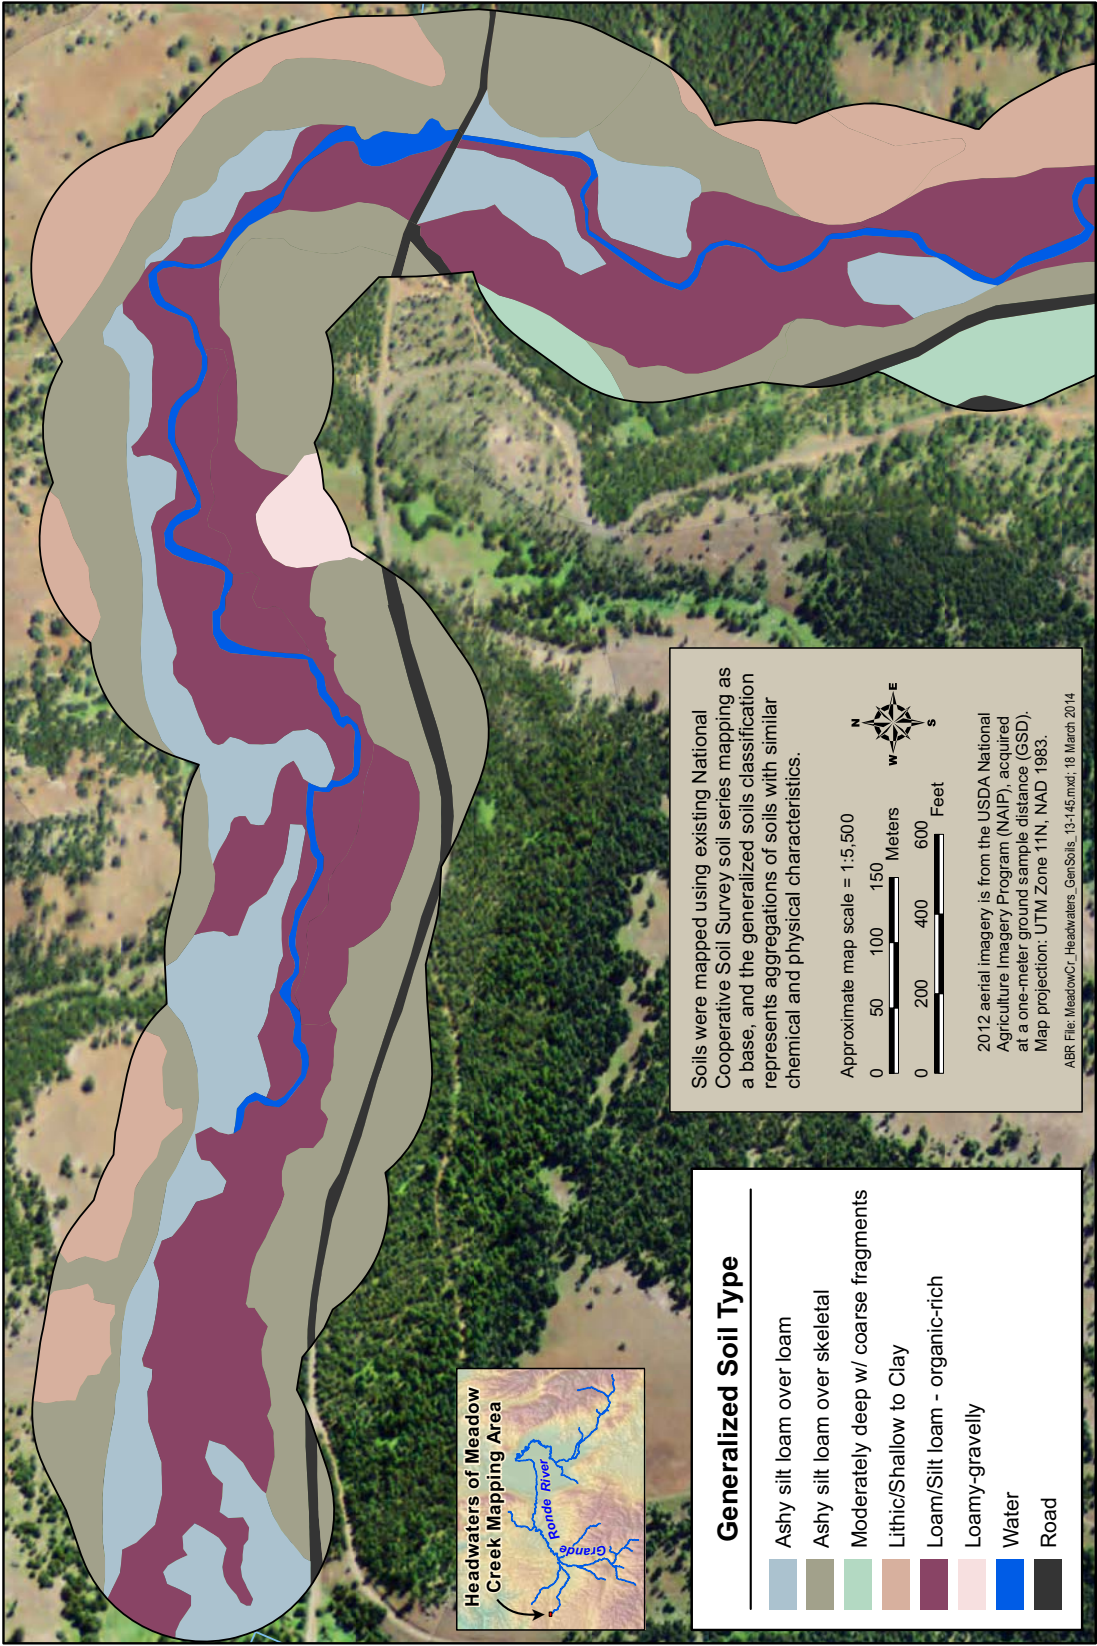 Headwaters of Meadow
Creek Mapping Area
Ronde River
Grande
Generalized Soil Type
Ashy silt loam over loam
Ashy silt loam over skeletal
Moderately deep w/ coarse fragments
Lithic/Shallow to Clay
Loam/Silt loam - organic-rich
Loamy-gravelly
Water
Road
Soils were mapped using existing National
Cooperative Soil Survey soil series mapping as
a base, and the generalized soils classification
represents aggregations of soils with similar
chemical and physical characteristics.
Approximate map scale = 1:5,500
0 50 100 150
Meters
0 200 400 600
Feet
N
W E
S
2012 aerial imagery is from the USDA National
Agriculture Imagery Program (NAIP), acquired
at a one-meter ground sample distance (GSD).
Map projection: UTM Zone 11N, NAD 1983.
ABR File: MeadowCr_Headwaters_GenSoils_13-145.mxd; 18 March 2014